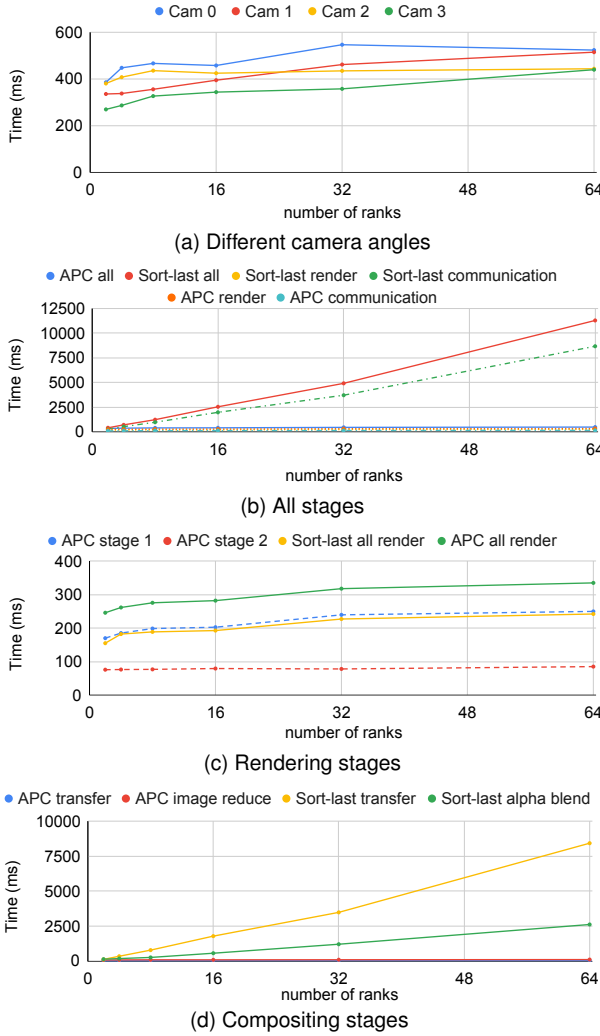 Cam 0 Cam 1 Cam 2 Cam 3
600
400
200
0
Time (ms)
0 16 32 48 64
number of ranks
(a) Different camera angles
APC all Sort-last all Sort-last render Sort-last communication
APC render APC communication
12500
10000
7500
5000
2500
0
Time (ms)
0 16 32 48 64
number of ranks
(b) All stages
APC stage 1 APC stage 2 Sort-last all render APC all render
400
300
200
100
0
Time (ms)
0 16 32 48 64
number of ranks
(c) Rendering stages
APC transfer APC image reduce Sort-last transfer Sort-last alpha blend
10000
7500
5000
2500
0
Time (ms)
0 16 32 48 64
number of ranks
(d) Compositing stages